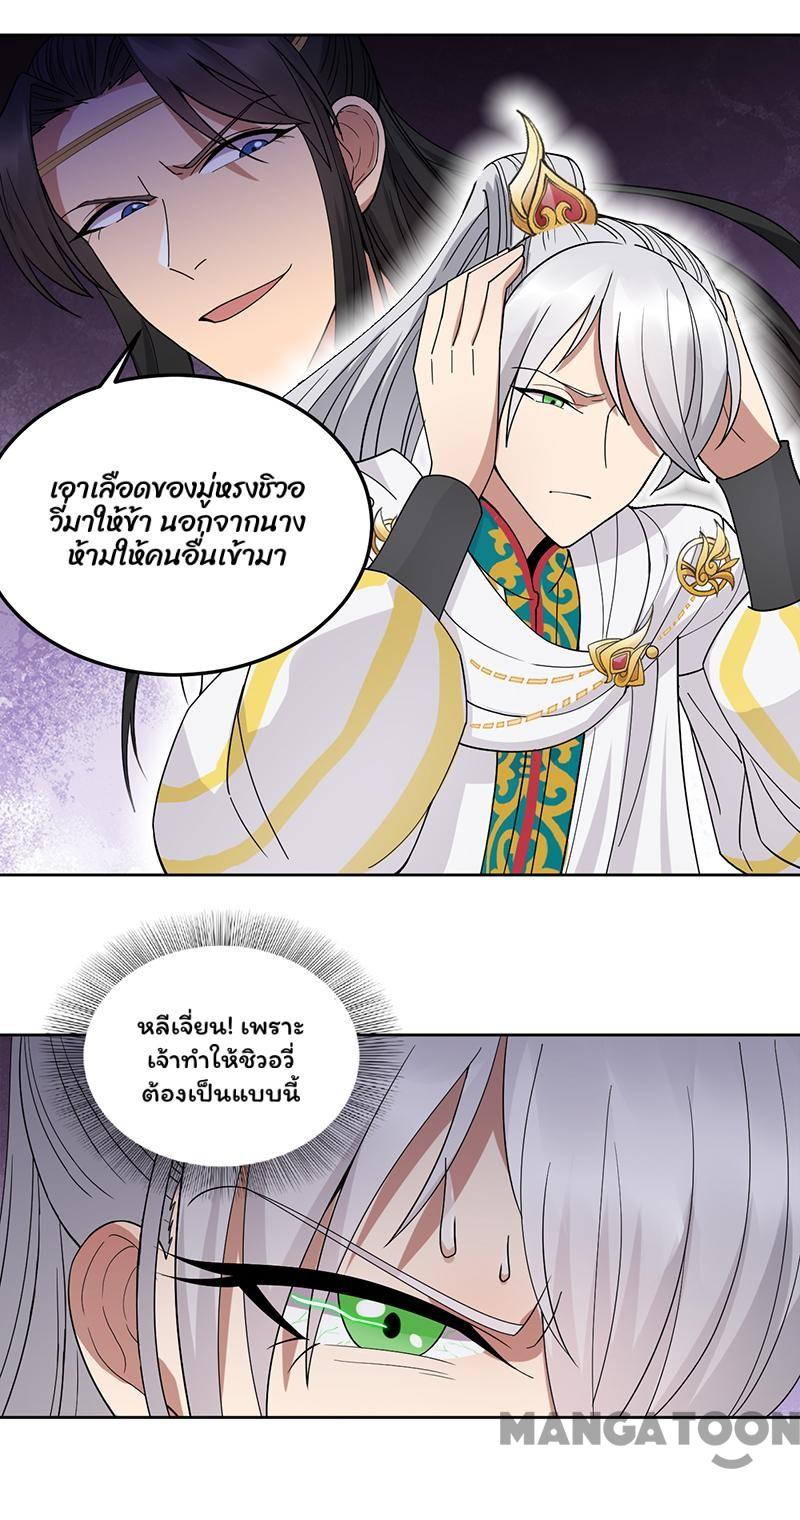 เอาเลือดของมู่หรงชิวอ
วี่มาให้ข้า นอกจากนาง
ห้ามให้คนอื่นเข้ามา
หลีเจี่ยน! เพราะ
เจ้าทำให้ชิวอวี่
ต้องเป็นแบบนี้
MANGATOON